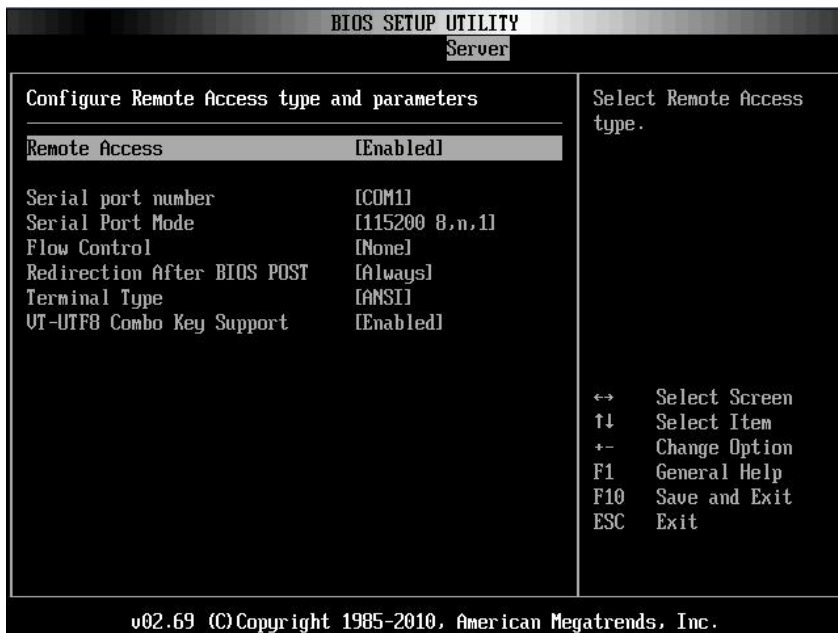 BIOS SETUP UTILITY
Server
Configure Remote Access type and parameters
Remote Access [Enabled]
Serial port number [COM1]
Serial Port Mode [115200 8,n,1]
Flow Control [None]
Redirection After BIOS POST [Always]
Terminal Type [ANSI]
VT-UTF8 Combo Key Support [Enabled]
Select Remote Access
type.
↔ Select Screen
↑↓ Select Item
+- Change Option
F1 General Help
F10 Save and Exit
ESC Exit
v02.69 (C)Copyright 1985-2010, American Megatrends, Inc.